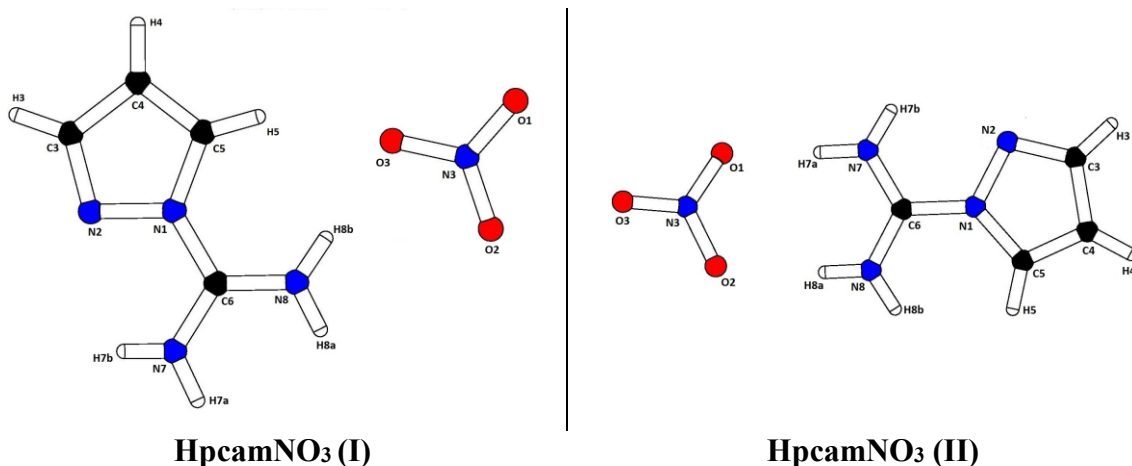 H4
H3
C4
C3
C5
H5
N2
N1
O1
O3
N3
O2
H8b
C6
N8
H8a
H7b
N7
H7a
HpcamNO₃ (I)
H7b
N2
H3
H7a
N7
C3
O1
O3
N3
C6
N1
C4
H4
C5
O2
H8a
N8
H8b
H5
HpcamNO₃ (II)